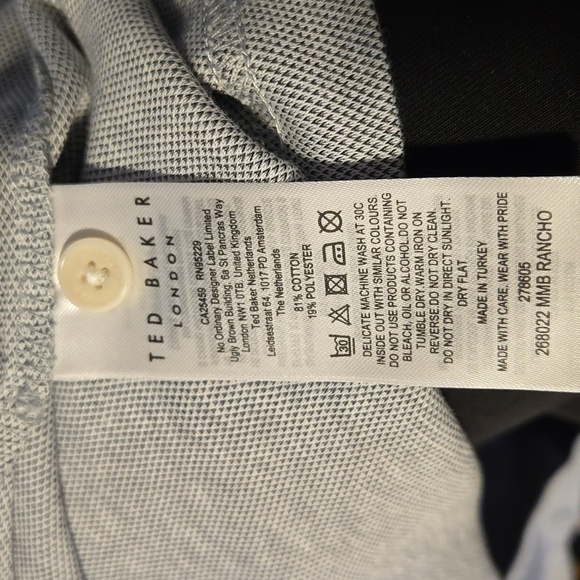 TED BAKER
LONDON
CA25459 RN95229
No Ordinary Designer Label Limited
Ugly Brown Building, 6a St Pancras Way
London NW1 0TB, United Kingdom
Ted Baker Netherlands
Leidsestraat 64, 1017 PD Amsterdam
The Netherlands
81% COTTON
19% POLYESTER
30
DELICATE MACHINE WASH AT 30C
INSIDE OUT WITH SIMILAR COLOURS.
DO NOT USE PRODUCTS CONTAINING
BLEACH, OIL OR ALCOHOL.DO NOT
TUMBLE DRY. WARM IRON ON
REVERSE.DO NOT DRY CLEAN.
DO NOT DRY IN DIRECT SUNLIGHT.
DRY FLAT.
MADE IN TURKEY
MADE WITH CARE, WEAR WITH PRIDE
278605
268022 MMB RANCHO